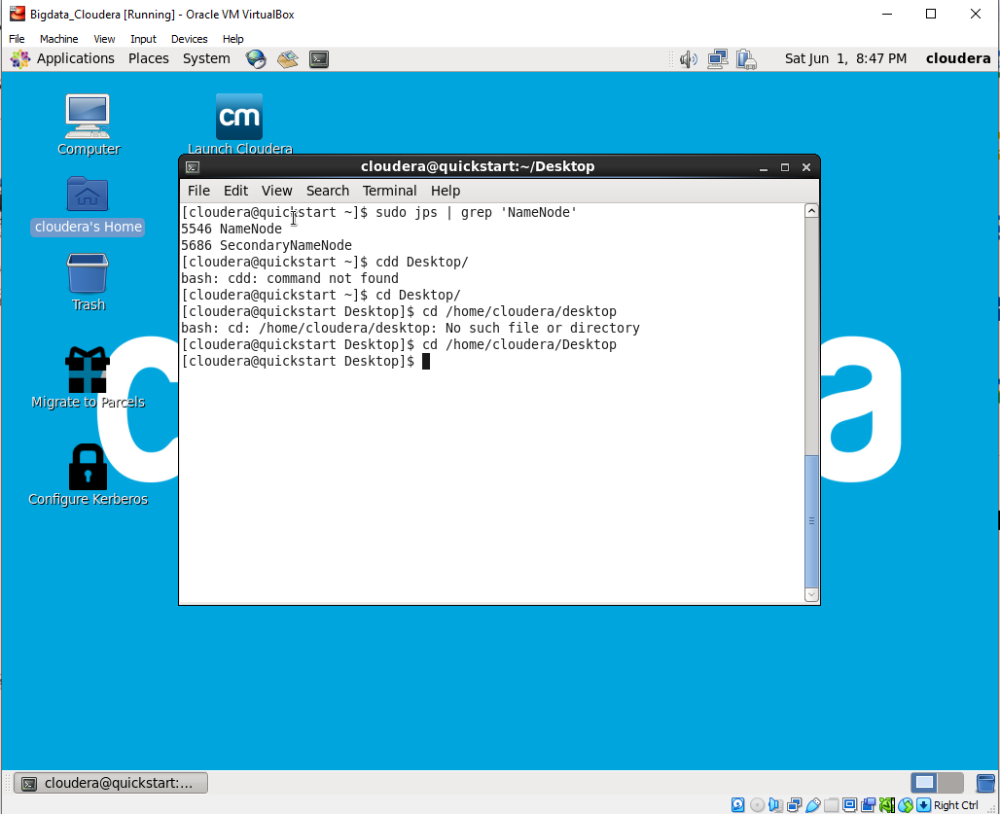 Bigdata_Cloudera [Running] - Oracle VM VirtualBox
File Machine View Input Devices Help
Applications Places System Sat Jun 1, 8:47 PM cloudera
Computer
cm
Launch Cloudera
cloudera@quickstart:~/Desktop
File Edit View Search Terminal Help
[cloudera@quickstart ~]$ sudo jps | grep 'NameNode'
5546 NameNode
5686 SecondaryNameNode
[cloudera@quickstart ~]$ cdd Desktop/
bash: cdd: command not found
[cloudera@quickstart ~]$ cd Desktop/
[cloudera@quickstart Desktop]$ cd /home/cloudera/desktop
bash: cd: /home/cloudera/desktop: No such file or directory
[cloudera@quickstart Desktop]$ cd /home/cloudera/Desktop
[cloudera@quickstart Desktop]$
cloudera's Home
Trash
Migrate to Parcels
Configure Kerberos
c
a
cloudera@quickstart:...
Right Ctrl